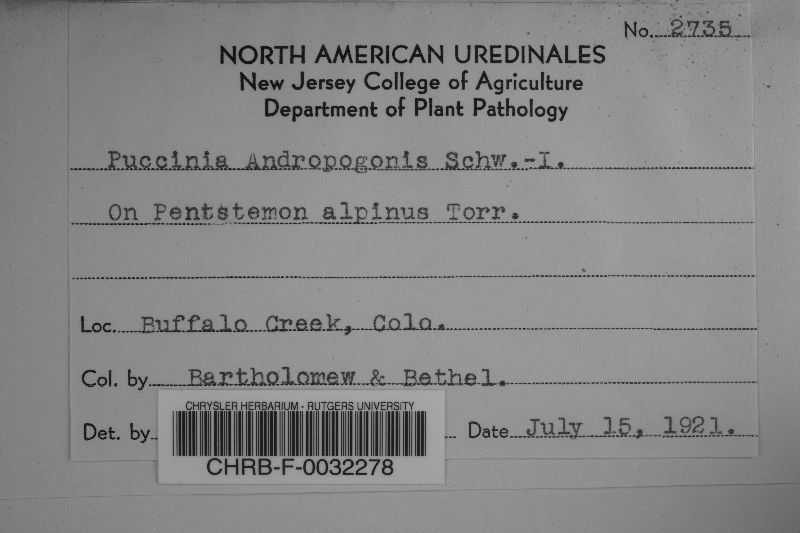 No. 2735
NORTH AMERICAN UREDINALES
New Jersey College of Agriculture
Department of Plant Pathology
Puccinia Andropogonis Schw.-I.
On Pentstemon alpinus Torr.
Loc. Buffalo Creek, Colo.
Col. by Bartholomew & Bethel.
Det. by Date July 15, 1921.
CHRYSLER HERBARIUM - RUTGERS UNIVERSITY
CHRB-F-0032278